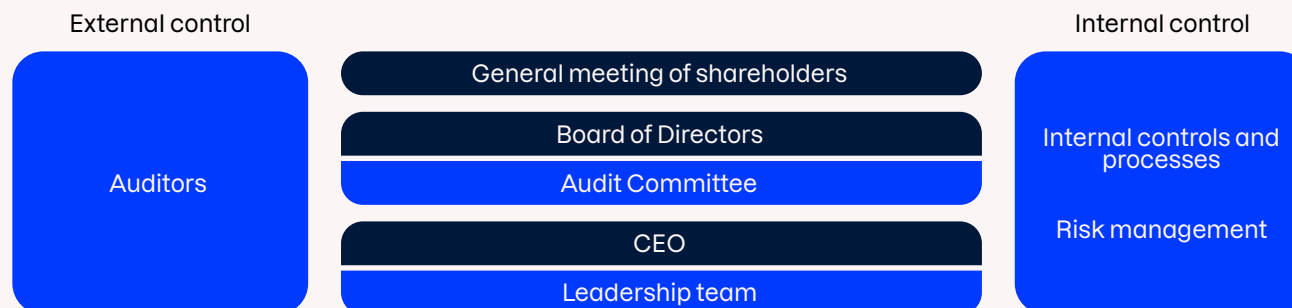 External control
Internal control
General meeting of shareholders
Board of Directors
Audit Committee
CEO
Leadership team
Auditors
Internal controls and
processes
Risk management